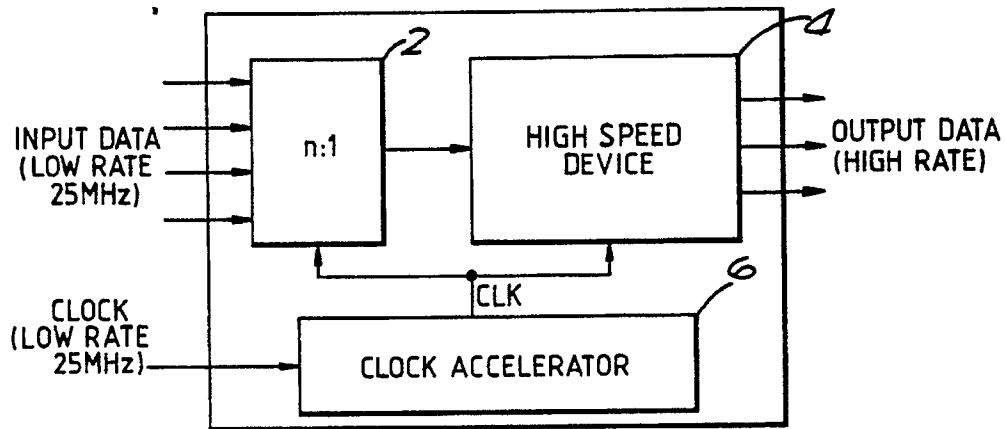 2
4
INPUT DATA
(LOW RATE
25MHz)
n:1
HIGH SPEED
DEVICE
OUTPUT DATA
(HIGH RATE)
CLK
6
CLOCK
(LOW RATE
25MHz)
CLOCK ACCELERATOR